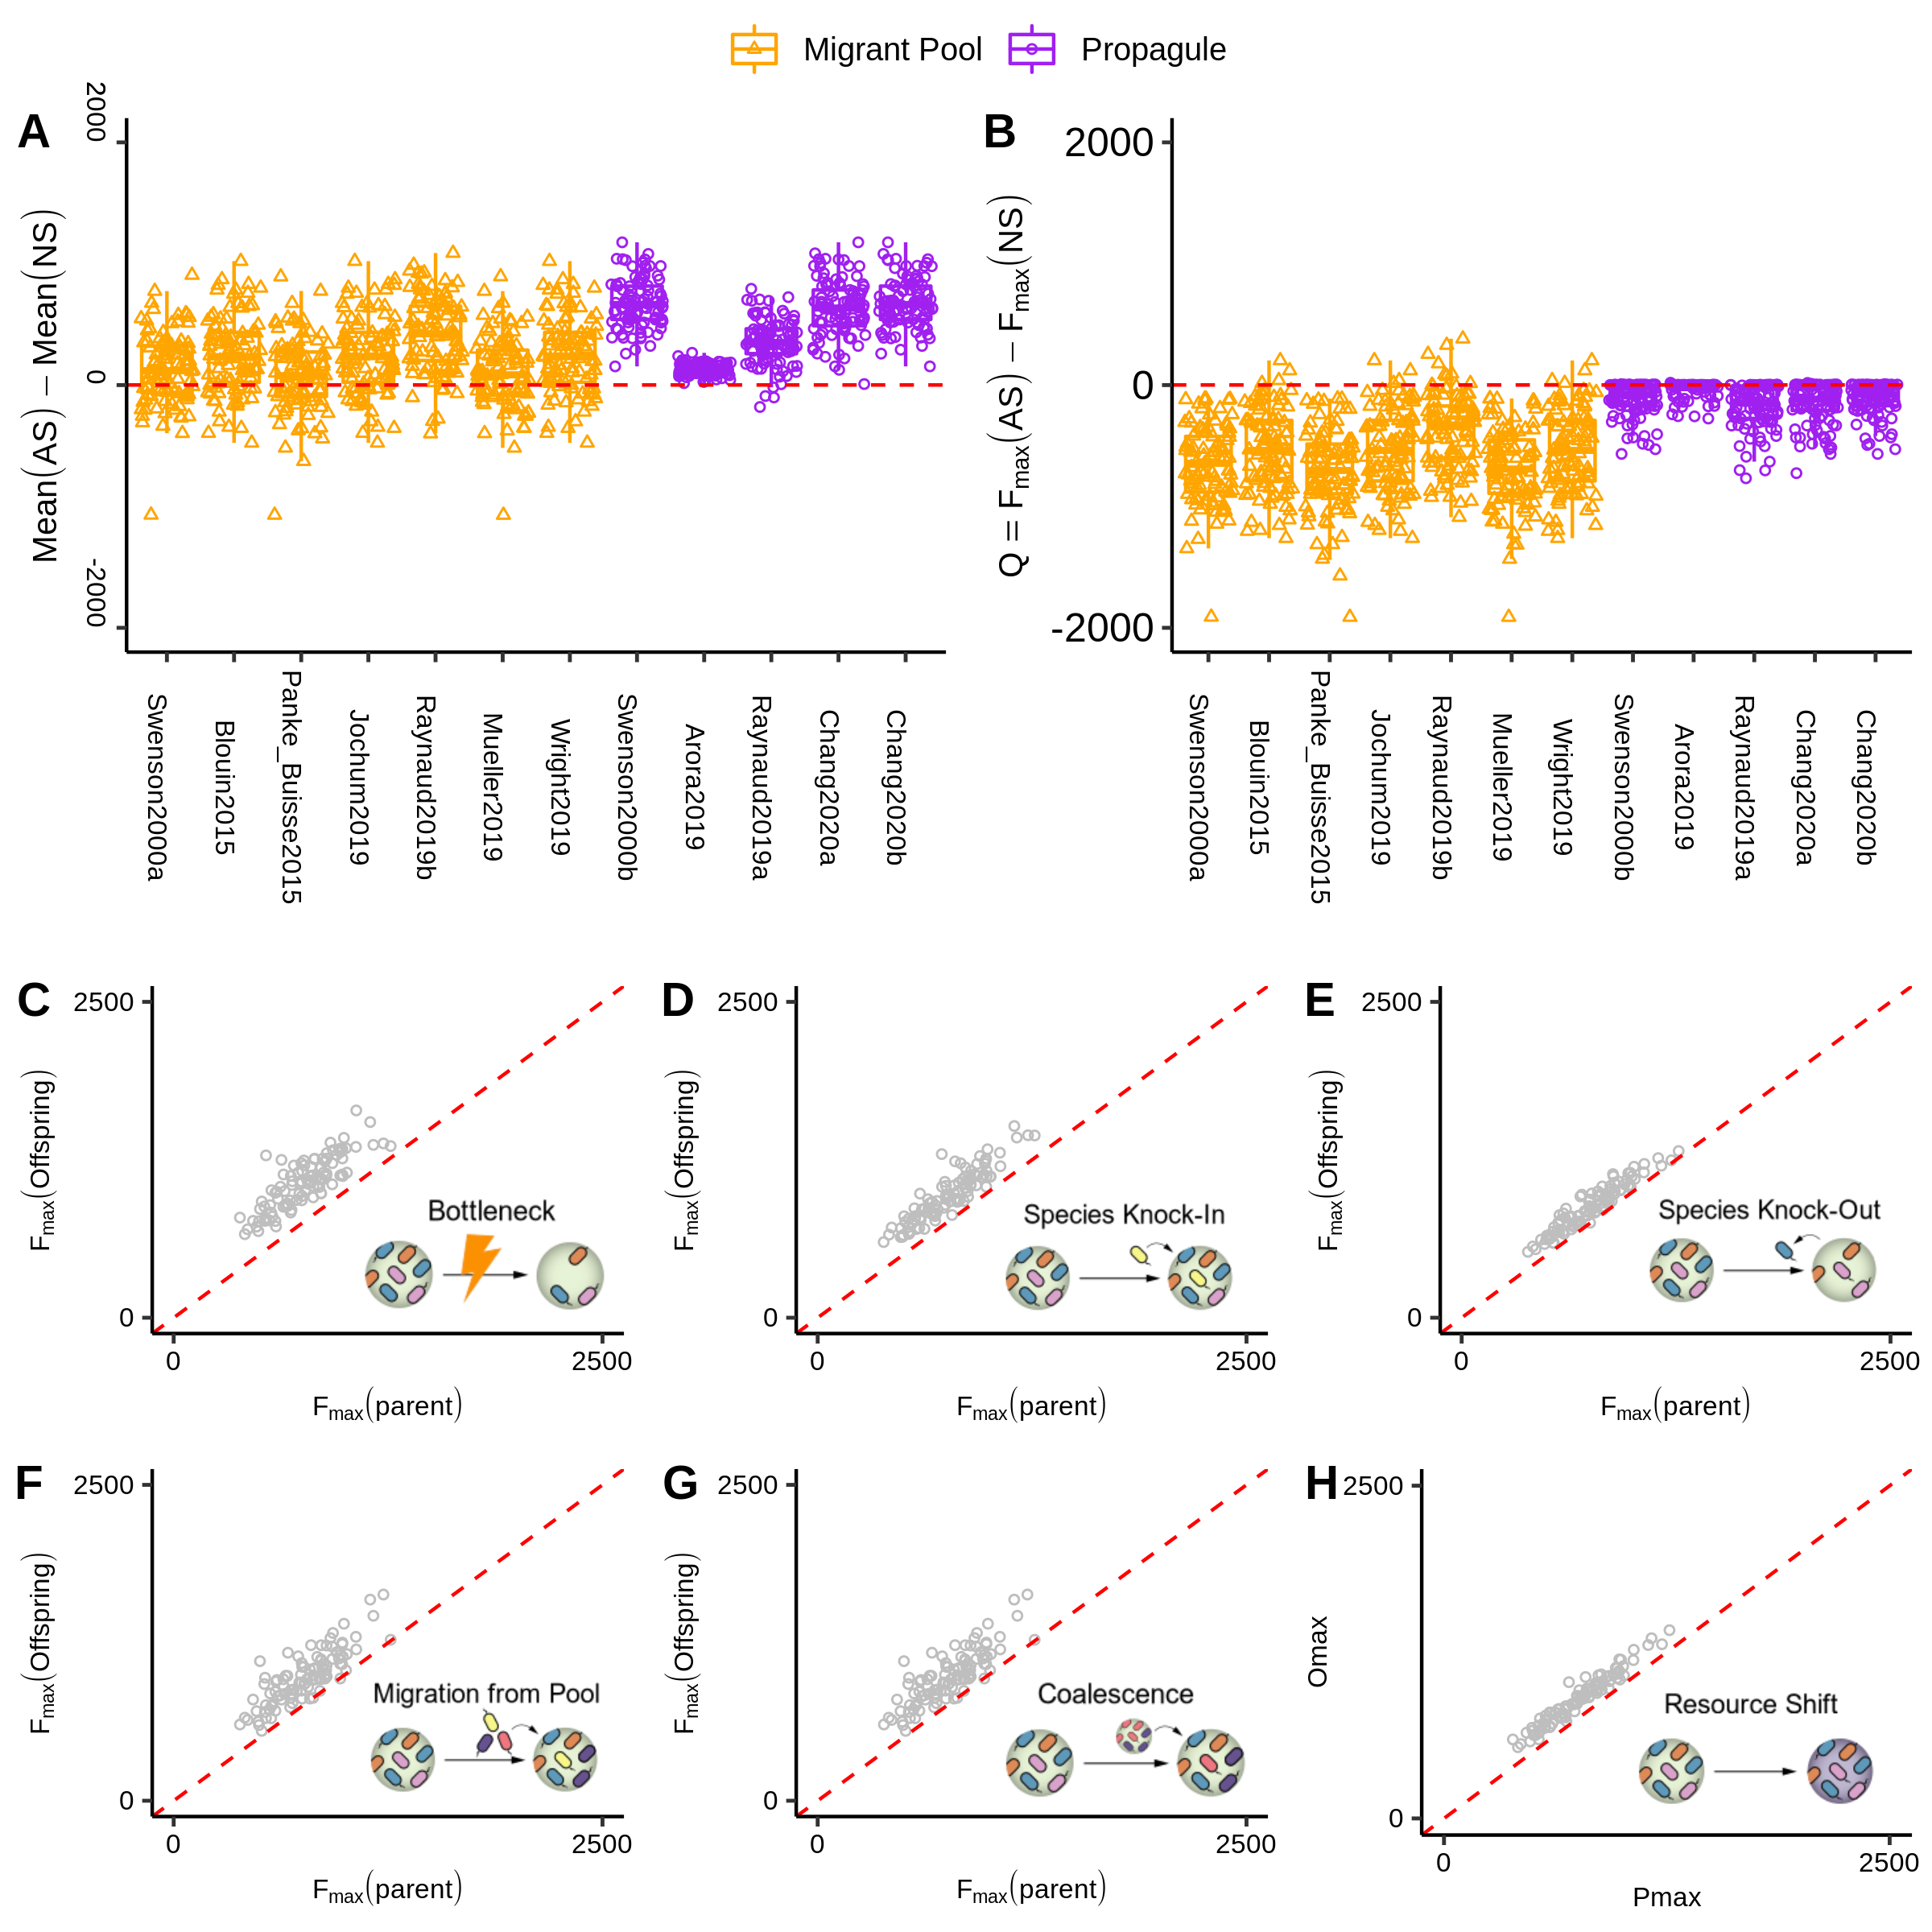 Migrant Pool
Propagule
A
2000
0
-2000
Mean(AS) − Mean(NS)
Swenson2000a
Blouin2015
Panke_Buisse2015
Jochum2019
Raynaud2019b
Mueller2019
Wright2019
Swenson2000b
Arora2019
Raynaud2019a
Chang2020a
Chang2020b
B
2000
0
-2000
Q = Fmax(AS) − Fmax(NS)
Swenson2000a
Blouin2015
Panke_Buisse2015
Jochum2019
Raynaud2019b
Mueller2019
Wright2019
Swenson2000b
Arora2019
Raynaud2019a
Chang2020a
Chang2020b
C
2500
0
Fmax(Offspring)
Bottleneck
0
2500
Fmax(parent)
D
2500
0
Fmax(Offspring)
Species Knock-In
0
2500
Fmax(parent)
E
2500
0
Fmax(Offspring)
Species Knock-Out
0
2500
Fmax(parent)
F
2500
0
Fmax(Offspring)
Migration from Pool
0
2500
Fmax(parent)
G
2500
0
Fmax(Offspring)
Coalescence
0
2500
Fmax(parent)
H
2500
0
Omax
Resource Shift
0
2500
Pmax